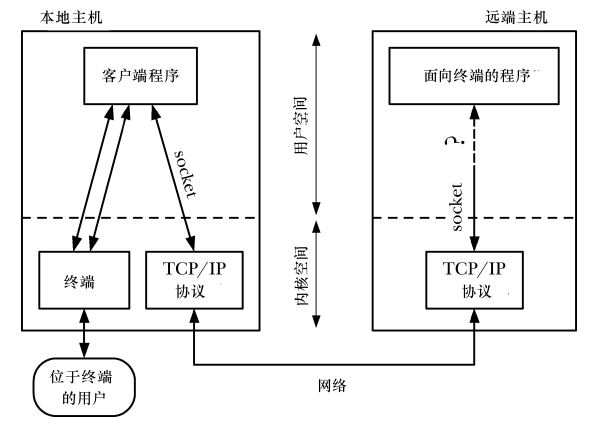 本地主机
远端主机
客户端程序
面向终端的程序
用户空间
?
socket
socket
内核空间
终端
TCP/IP
协议
TCP/IP
协议
位于终端
的用户
网络